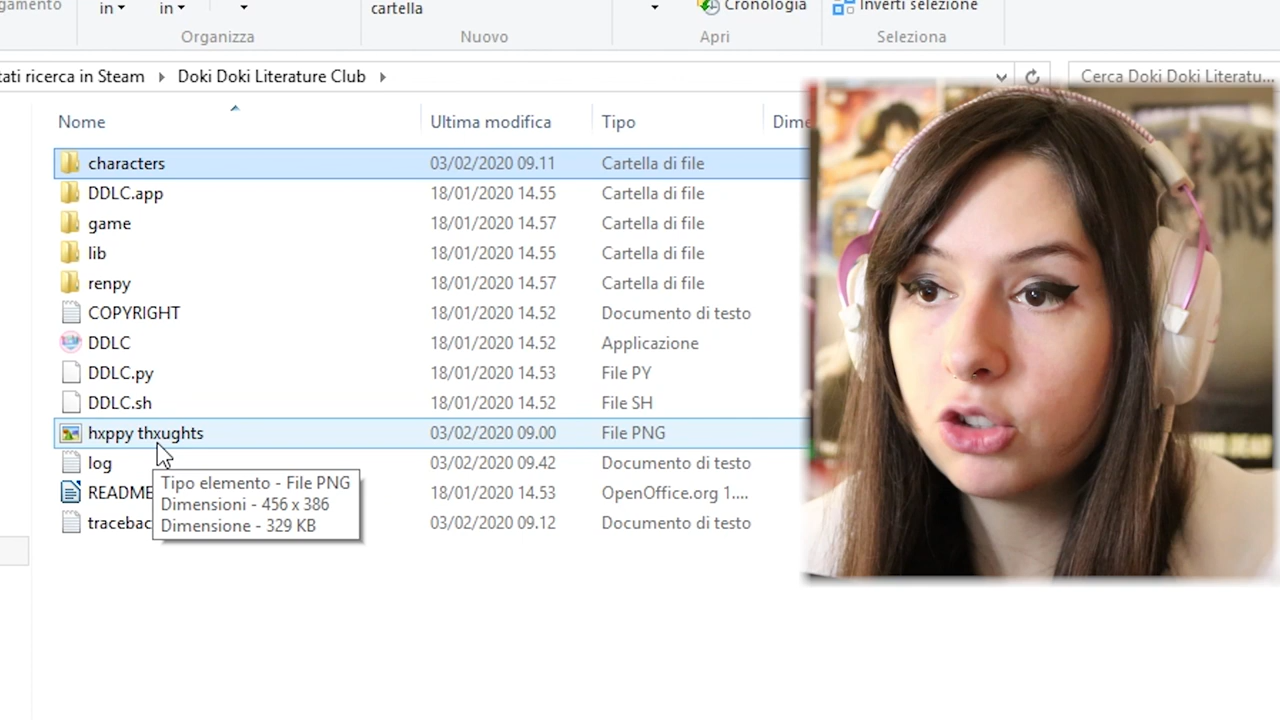 in
in
cartella
Cronologia
Inverti selezione
Organizza
Nuovo
Apri
Seleziona
ricerca in Steam
Doki Doki Literature Club
Cerca Doki Doki Literatu...
Nome
Ultima modifica
Tipo
Dime
characters 03/02/2020 09.11 Cartella di file
DDLC.app 18/01/2020 14.55 Cartella di file
game 18/01/2020 14.57 Cartella di file
lib 18/01/2020 14.55 Cartella di file
renpy 18/01/2020 14.57 Cartella di file
COPYRIGHT 18/01/2020 14.52 Documento di testo
DDLC 18/01/2020 14.52 Applicazione
DDLC.py 18/01/2020 14.53 File PY
DDLC.sh 18/01/2020 14.52 File SH
hxppy thxughts 03/02/2020 09.00 File PNG
log 03/02/2020 09.42 Documento di testo
README 18/01/2020 14.53 OpenOffice.org 1....
tracebac 03/02/2020 09.12 Documento di testo
Tipo elemento - File PNG
Dimensioni - 456 x 386
Dimensione - 329 KB